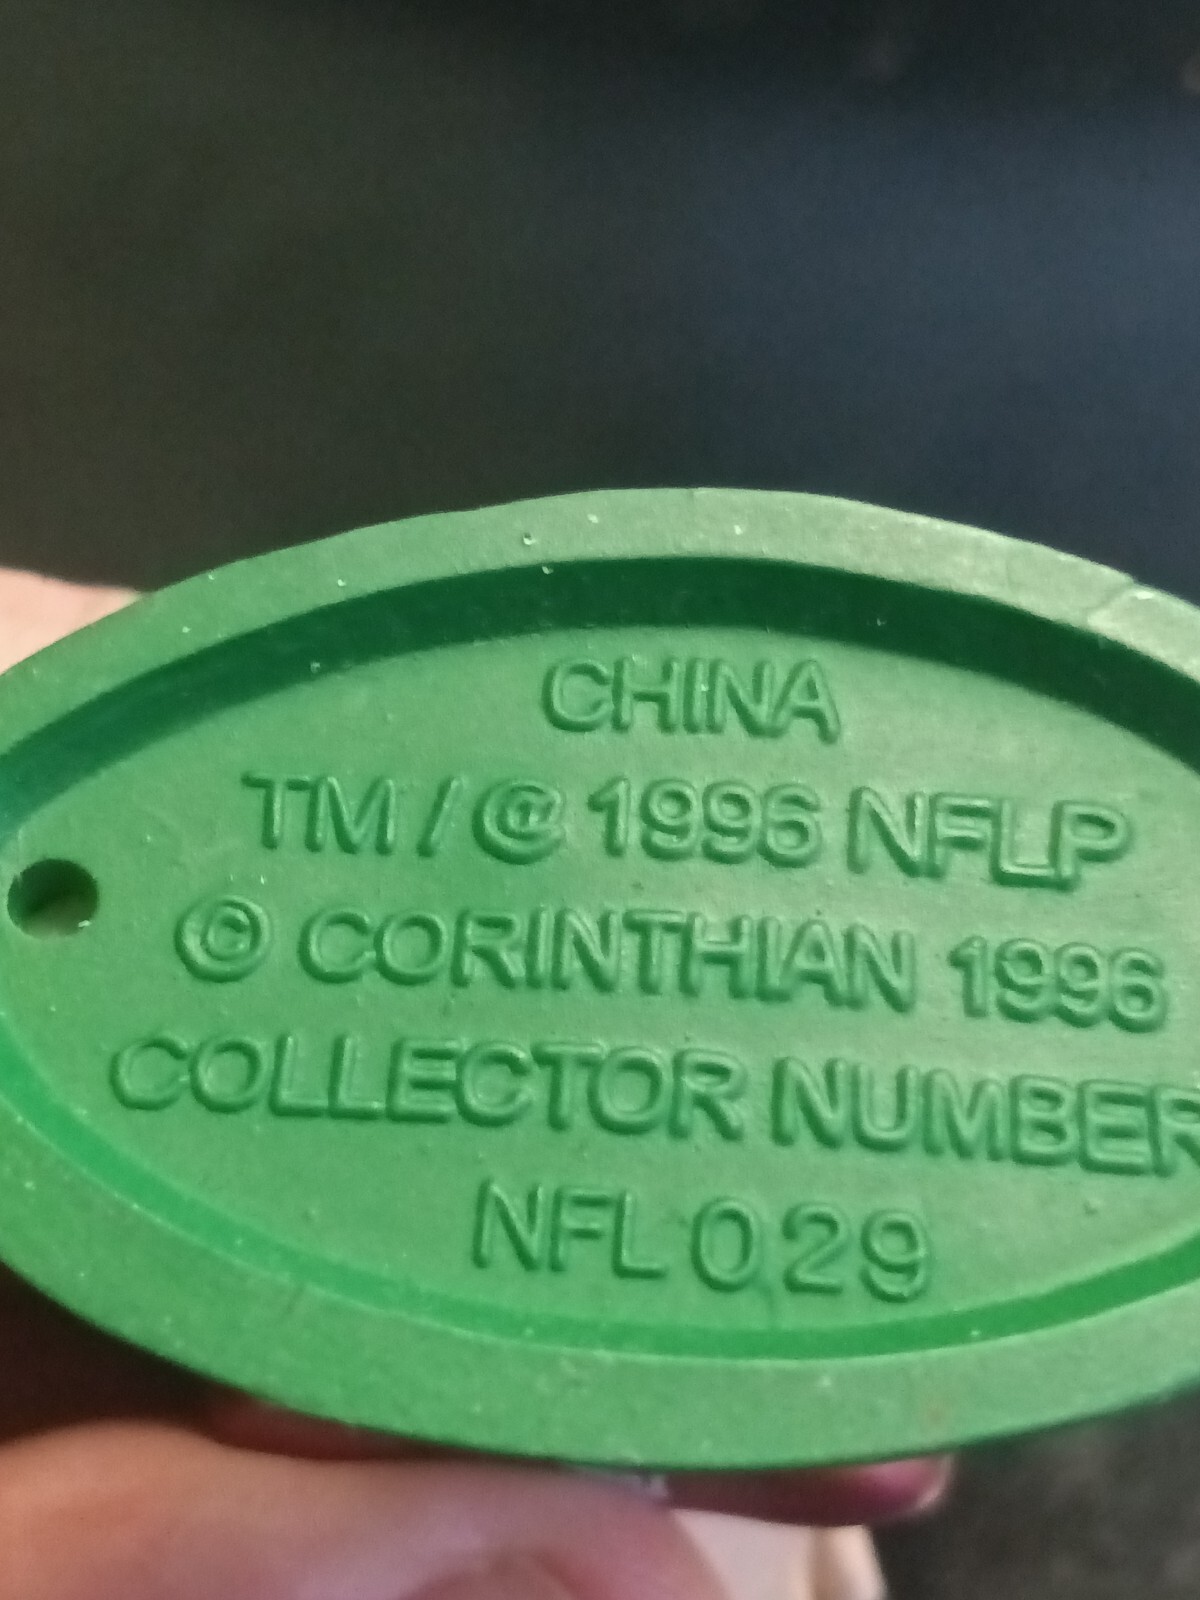 CHINA
TM / @ 1996 NFLP
© CORINTHIAN 1996
COLLECTOR NUMBER
NFL 029